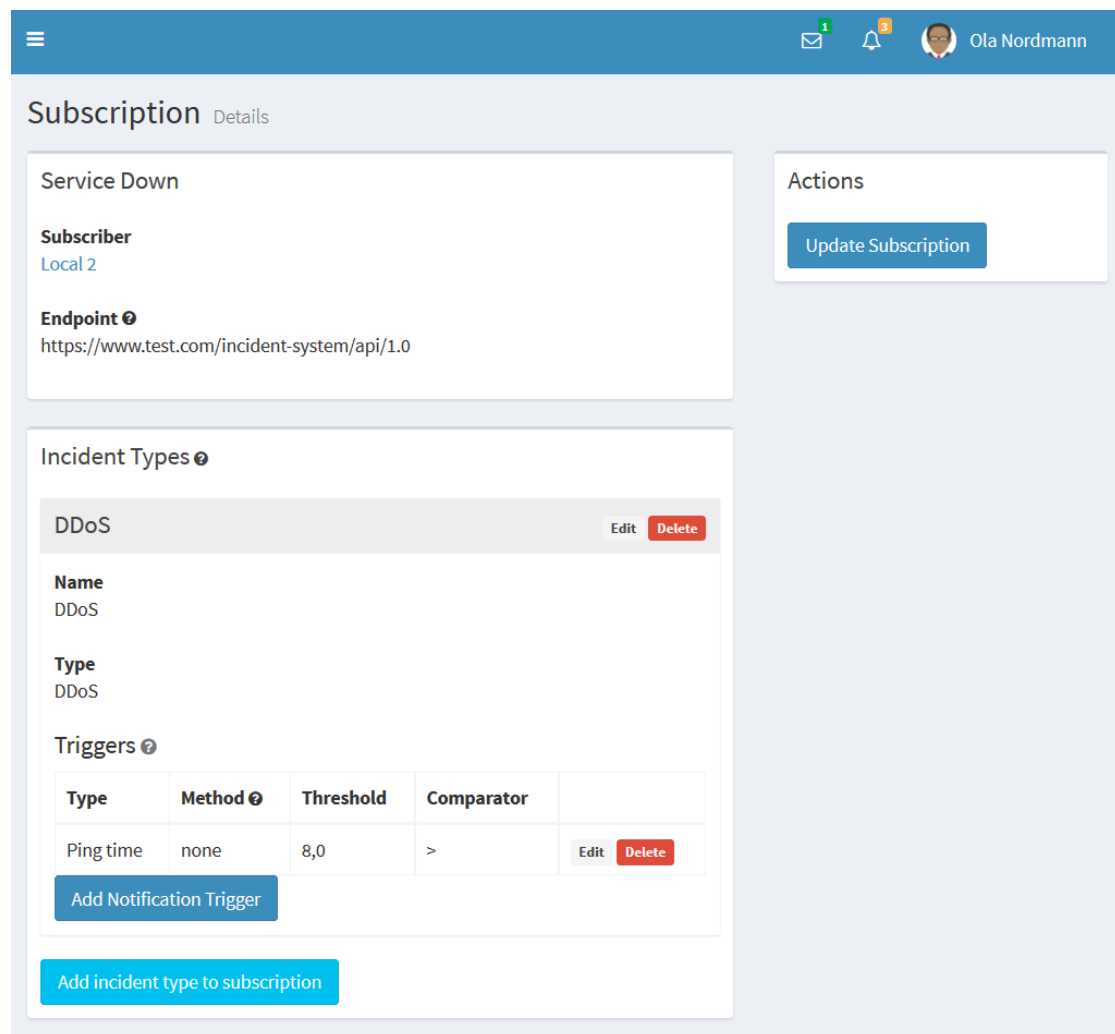 1 3 Ola Nordmann
Subscription Details
Service Down
Subscriber
Local 2
Endpoint
https://www.test.com/incident-system/api/1.0
Actions
Update Subscription
Incident Types
DDoS Edit Delete
Name
DDoS
Type
DDoS
Triggers
Type Method Threshold Comparator
Ping time none 8,0 > Edit Delete
Add Notification Trigger
Add incident type to subscription